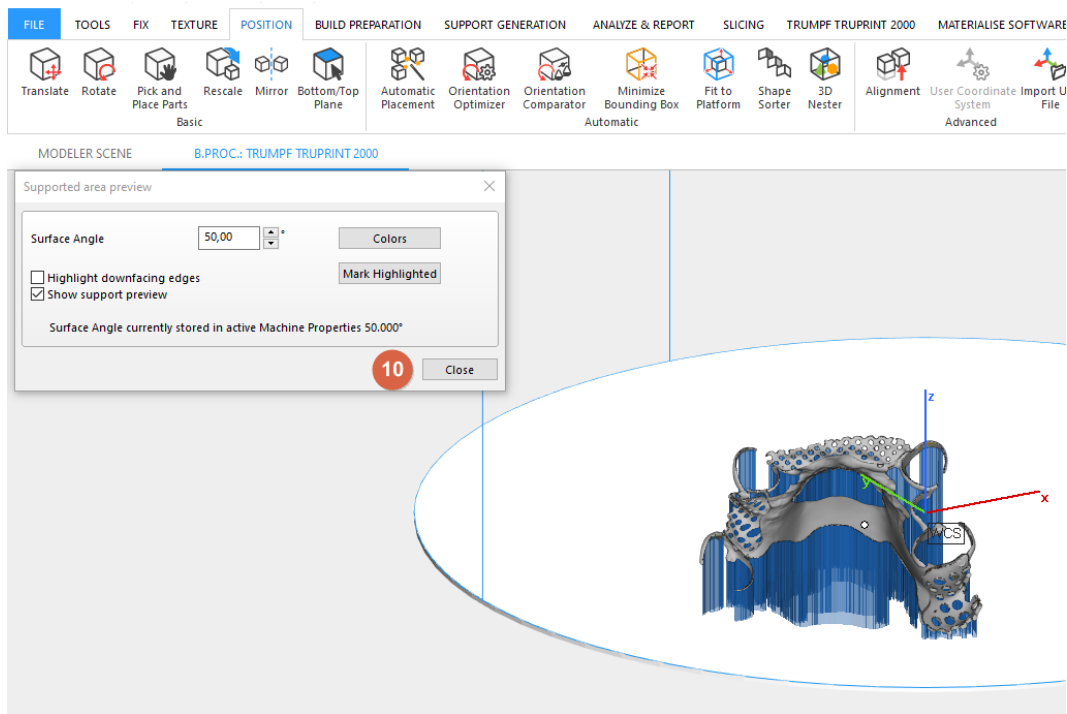 FILE TOOLS FIX TEXTURE POSITION BUILD PREPARATION SUPPORT GENERATION ANALYZE & REPORT SLICING TRUMPF TRUPRINT 2000 MATERIALISE SOFTWARE
Translate Rotate Pick and Place Parts Rescale Mirror Bottom/Top Plane Automatic Placement Orientation Optimizer Orientation Comparator Minimize Bounding Box Fit to Platform Shape Sorter 3D Nester Alignment User Coordinate System Import U File
Basic Automatic Advanced
MODELER SCENE B.PROC.: TRUMPF TRUPRINT 2000
Supported area preview
Surface Angle 50,00 ° Colors
Highlight downfacing edges Mark Highlighted
Show support preview
Surface Angle currently stored in active Machine Properties 50.000°
10 Close
z
y
x
WCS